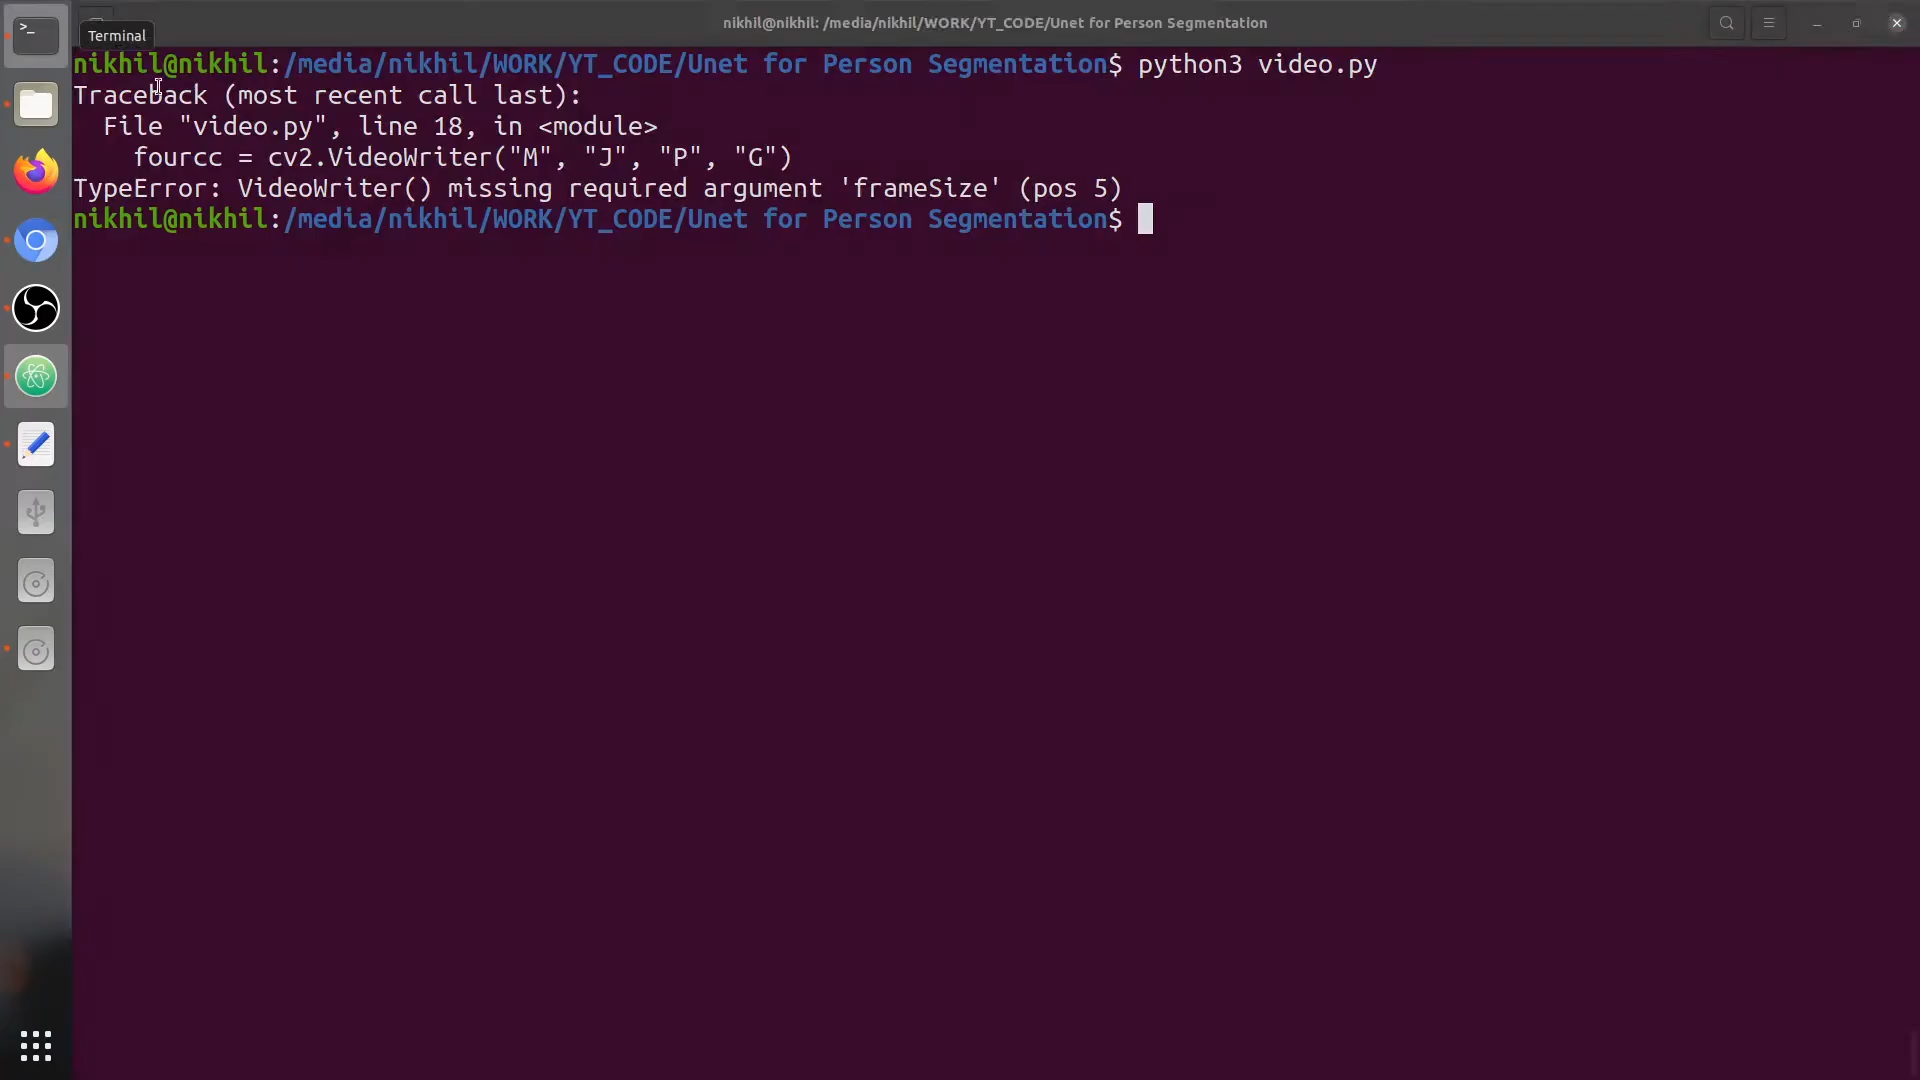 nikhil@nikhil: /media/nikhil/WORK/YT_CODE/Unet for Person Segmentation
Terminal
nikhil@nikhil:/media/nikhil/WORK/YT_CODE/Unet for Person Segmentation$ python3 video.py
Traceback (most recent call last):
  File "video.py", line 18, in <module>
    fourcc = cv2.VideoWriter("M", "J", "P", "G")
TypeError: VideoWriter() missing required argument 'frameSize' (pos 5)
nikhil@nikhil:/media/nikhil/WORK/YT_CODE/Unet for Person Segmentation$